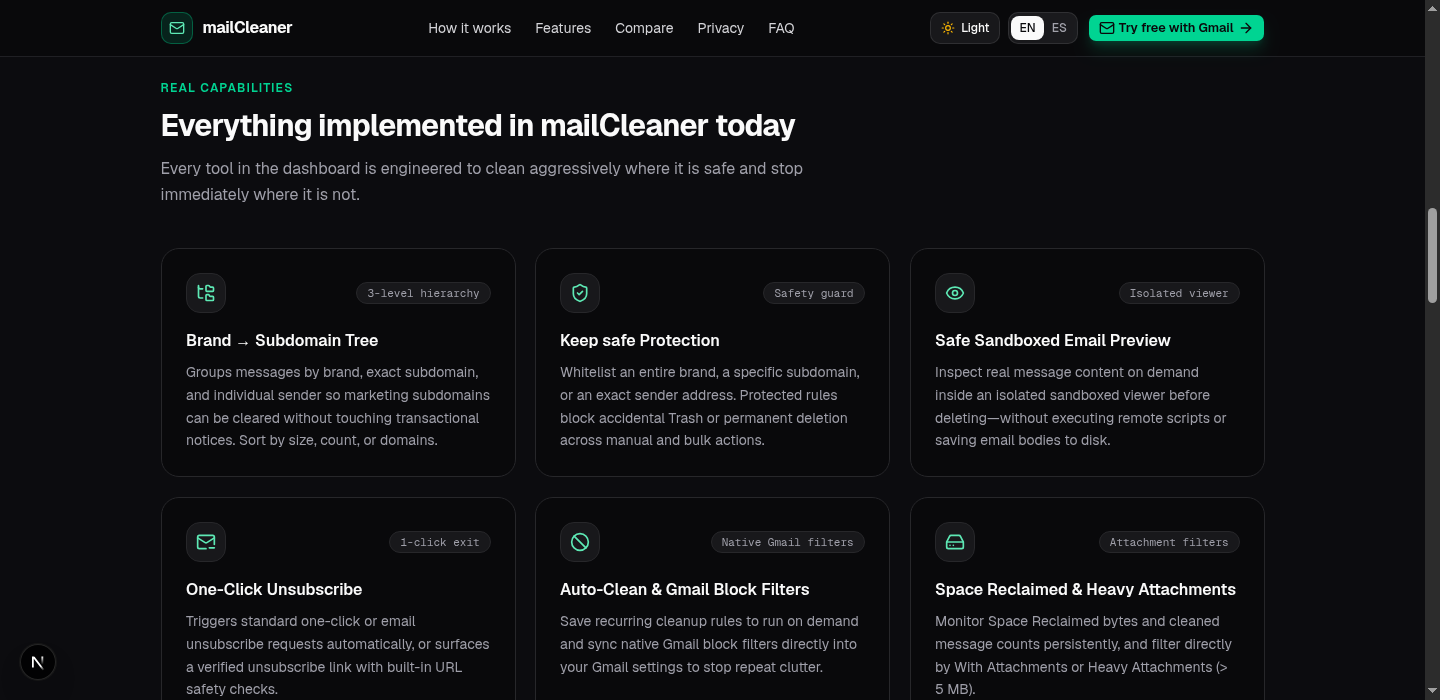 mailCleaner
How it works
Features
Compare
Privacy
FAQ
Light
EN
ES
Try free with Gmail →
REAL CAPABILITIES
Everything implemented in mailCleaner today
Every tool in the dashboard is engineered to clean aggressively where it is safe and stop
immediately where it is not.
3-level hierarchy
Brand → Subdomain Tree
Groups messages by brand, exact subdomain,
and individual sender so marketing subdomains
can be cleared without touching transactional
notices. Sort by size, count, or domains.
Safety guard
Keep safe Protection
Whitelist an entire brand, a specific subdomain,
or an exact sender address. Protected rules
block accidental Trash or permanent deletion
across manual and bulk actions.
Isolated viewer
Safe Sandboxed Email Preview
Inspect real message content on demand
inside an isolated sandboxed viewer before
deleting—without executing remote scripts or
saving email bodies to disk.
1-click exit
One-Click Unsubscribe
Triggers standard one-click or email
unsubscribe requests automatically, or surfaces
a verified unsubscribe link with built-in URL
safety checks.
Native Gmail filters
Auto-Clean & Gmail Block Filters
Save recurring cleanup rules to run on demand
and sync native Gmail block filters directly into
your Gmail settings to stop repeat clutter.
Attachment filters
Space Reclaimed & Heavy Attachments
Monitor Space Reclaimed bytes and cleaned
message counts persistently, and filter directly
by With Attachments or Heavy Attachments (>
5 MB).
N